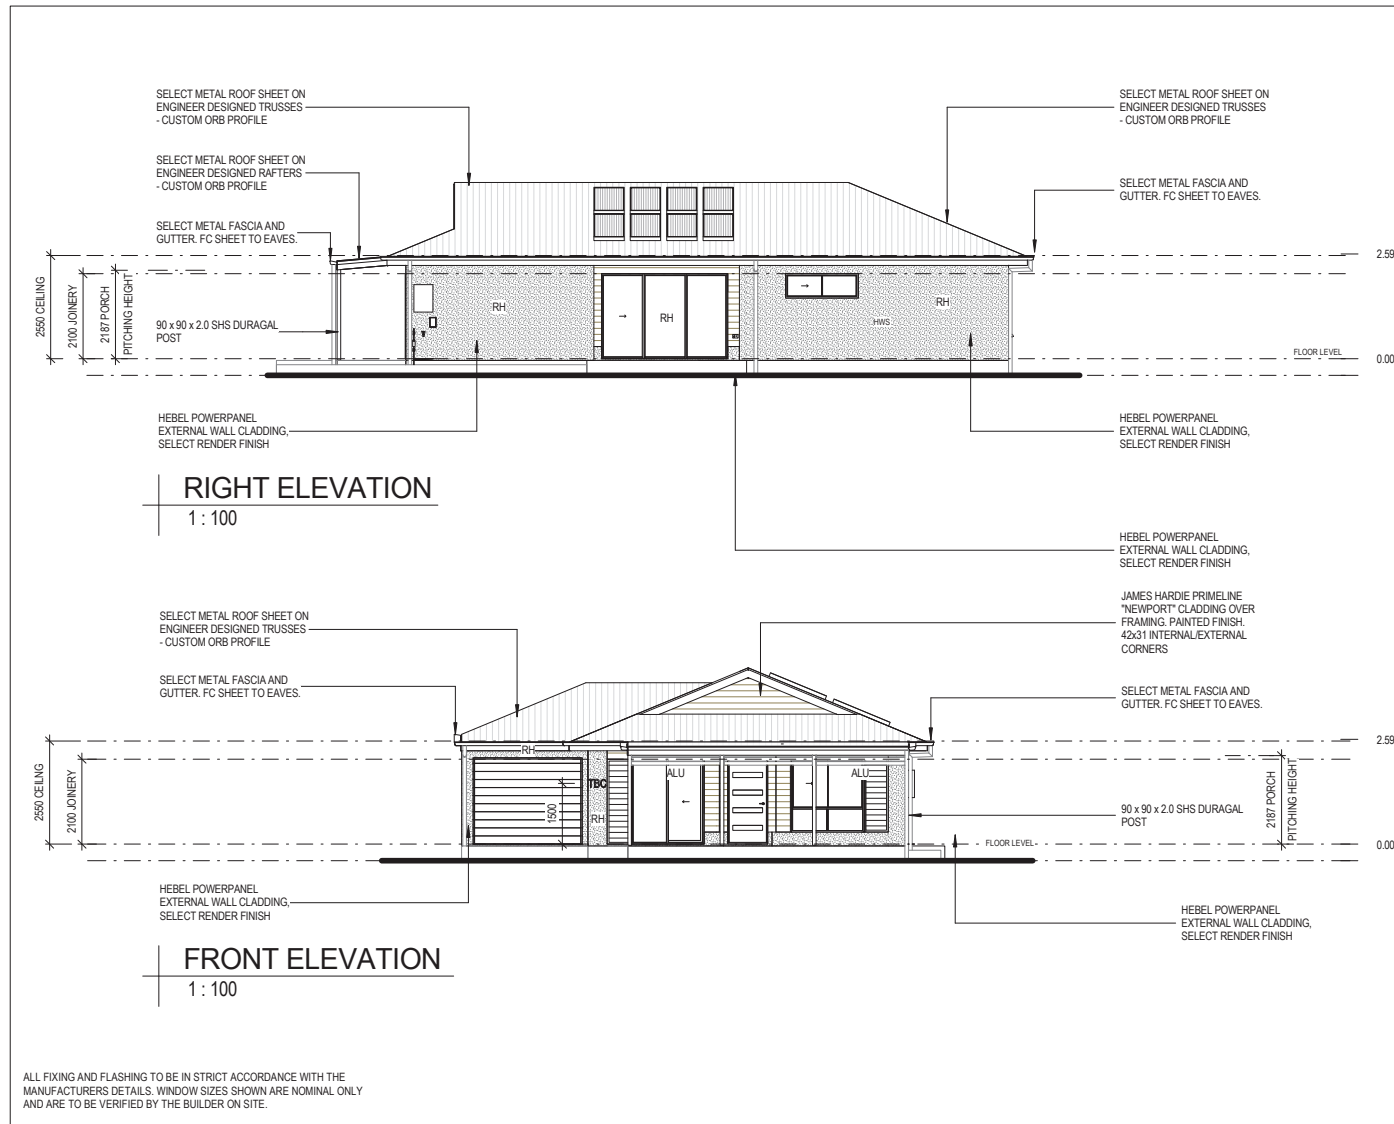 SELECT METAL ROOF SHEET ON
ENGINEER DESIGNED TRUSSES
- CUSTOM ORB PROFILE
SELECT METAL ROOF SHEET ON
ENGINEER DESIGNED RAFTERS
- CUSTOM ORB PROFILE
SELECT METAL FASCIA AND
GUTTER. FC SHEET TO EAVES.
SELECT METAL ROOF SHEET ON
ENGINEER DESIGNED TRUSSES
- CUSTOM ORB PROFILE
SELECT METAL FASCIA AND
GUTTER. FC SHEET TO EAVES.
2.59
2550 CEILING
2100 JOINERY
2187 PORCH
PITCHING HEIGHT
90 x 90 x 2.0 SHS DURAGAL
POST
RH
RH
RH
HWS
FLOOR LEVEL
0.00
HEBEL POWERPANEL
EXTERNAL WALL CLADDING,
SELECT RENDER FINISH
HEBEL POWERPANEL
EXTERNAL WALL CLADDING,
SELECT RENDER FINISH
RIGHT ELEVATION
1 : 100
HEBEL POWERPANEL
EXTERNAL WALL CLADDING,
SELECT RENDER FINISH
SELECT METAL ROOF SHEET ON
ENGINEER DESIGNED TRUSSES
- CUSTOM ORB PROFILE
SELECT METAL FASCIA AND
GUTTER. FC SHEET TO EAVES.
JAMES HARDIE PRIMELINE
"NEWPORT" CLADDING OVER
FRAMING. PAINTED FINISH.
42x31 INTERNAL/EXTERNAL
CORNERS
SELECT METAL FASCIA AND
GUTTER. FC SHEET TO EAVES.
2.59
2550 CEILNG
2100 JOINERY
RH
TBC
RH
1500
ALU
ALU
2187 PORCH
PITCHING HEIGHT
90 x 90 x 2.0 SHS DURAGAL
POST
FLOOR LEVEL
0.00
HEBEL POWERPANEL
EXTERNAL WALL CLADDING,
SELECT RENDER FINISH
HEBEL POWERPANEL
EXTERNAL WALL CLADDING,
SELECT RENDER FINISH
FRONT ELEVATION
1 : 100
ALL FIXING AND FLASHING TO BE IN STRICT ACCORDANCE WITH THE
MANUFACTURERS DETAILS. WINDOW SIZES SHOWN ARE NOMINAL ONLY
AND ARE TO BE VERIFIED BY THE BUILDER ON SITE.